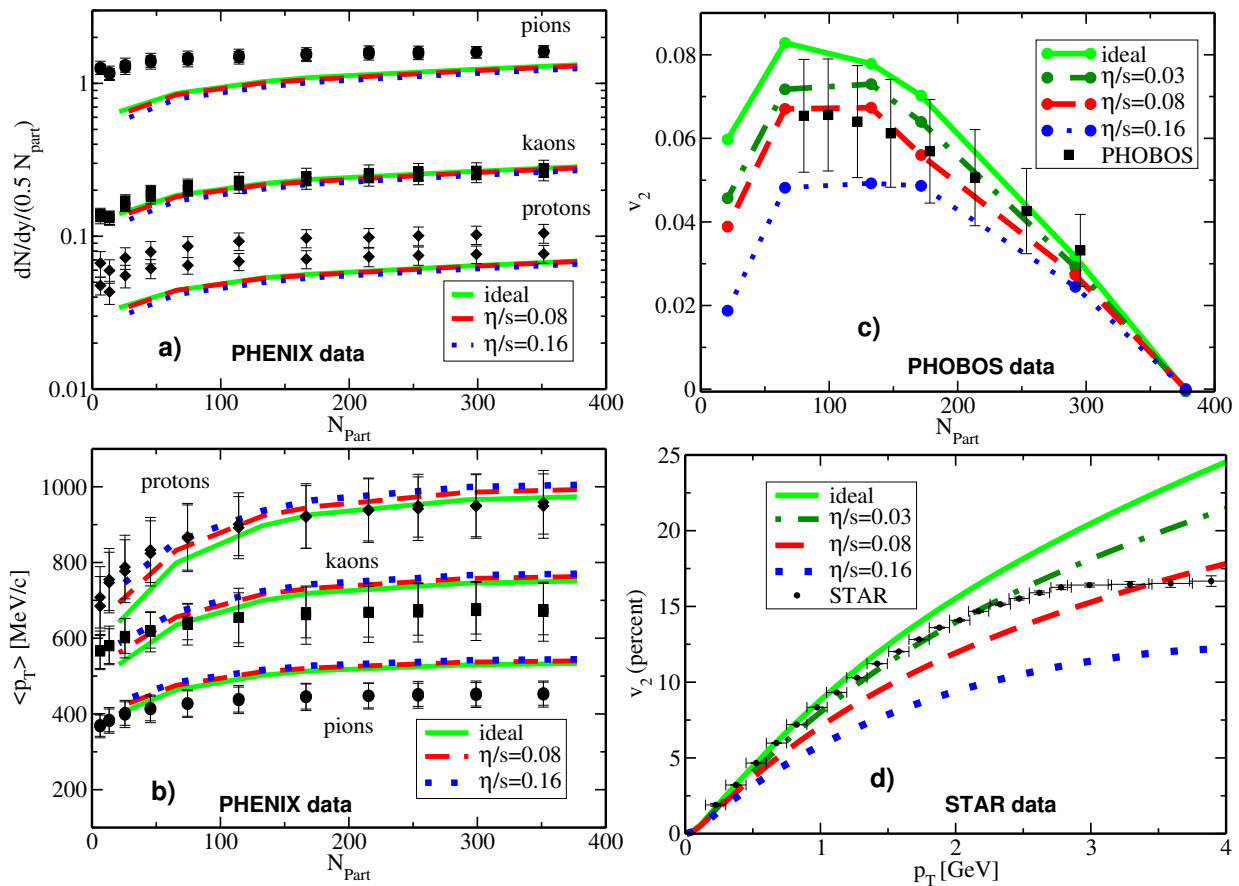 1
0.1
0.01
dN/dy/(0.5 N_part)
pions
kaons
protons
ideal
η/s=0.08
η/s=0.16
a)
PHENIX data
0 100 200 300 400
N_Part
0.08
0.06
0.04
0.02
0
v_2
ideal
η/s=0.03
η/s=0.08
η/s=0.16
PHOBOS
c)
PHOBOS data
0 100 200 300 400
N_Part
1000
800
600
400
200
<p_T> [MeV/c]
protons
kaons
pions
ideal
η/s=0.08
η/s=0.16
b)
PHENIX data
0 100 200 300 400
N_Part
25
20
15
10
5
0
v_2 (percent)
ideal
η/s=0.03
η/s=0.08
η/s=0.16
STAR
d)
STAR data
0 1 2 3 4
p_T [GeV]